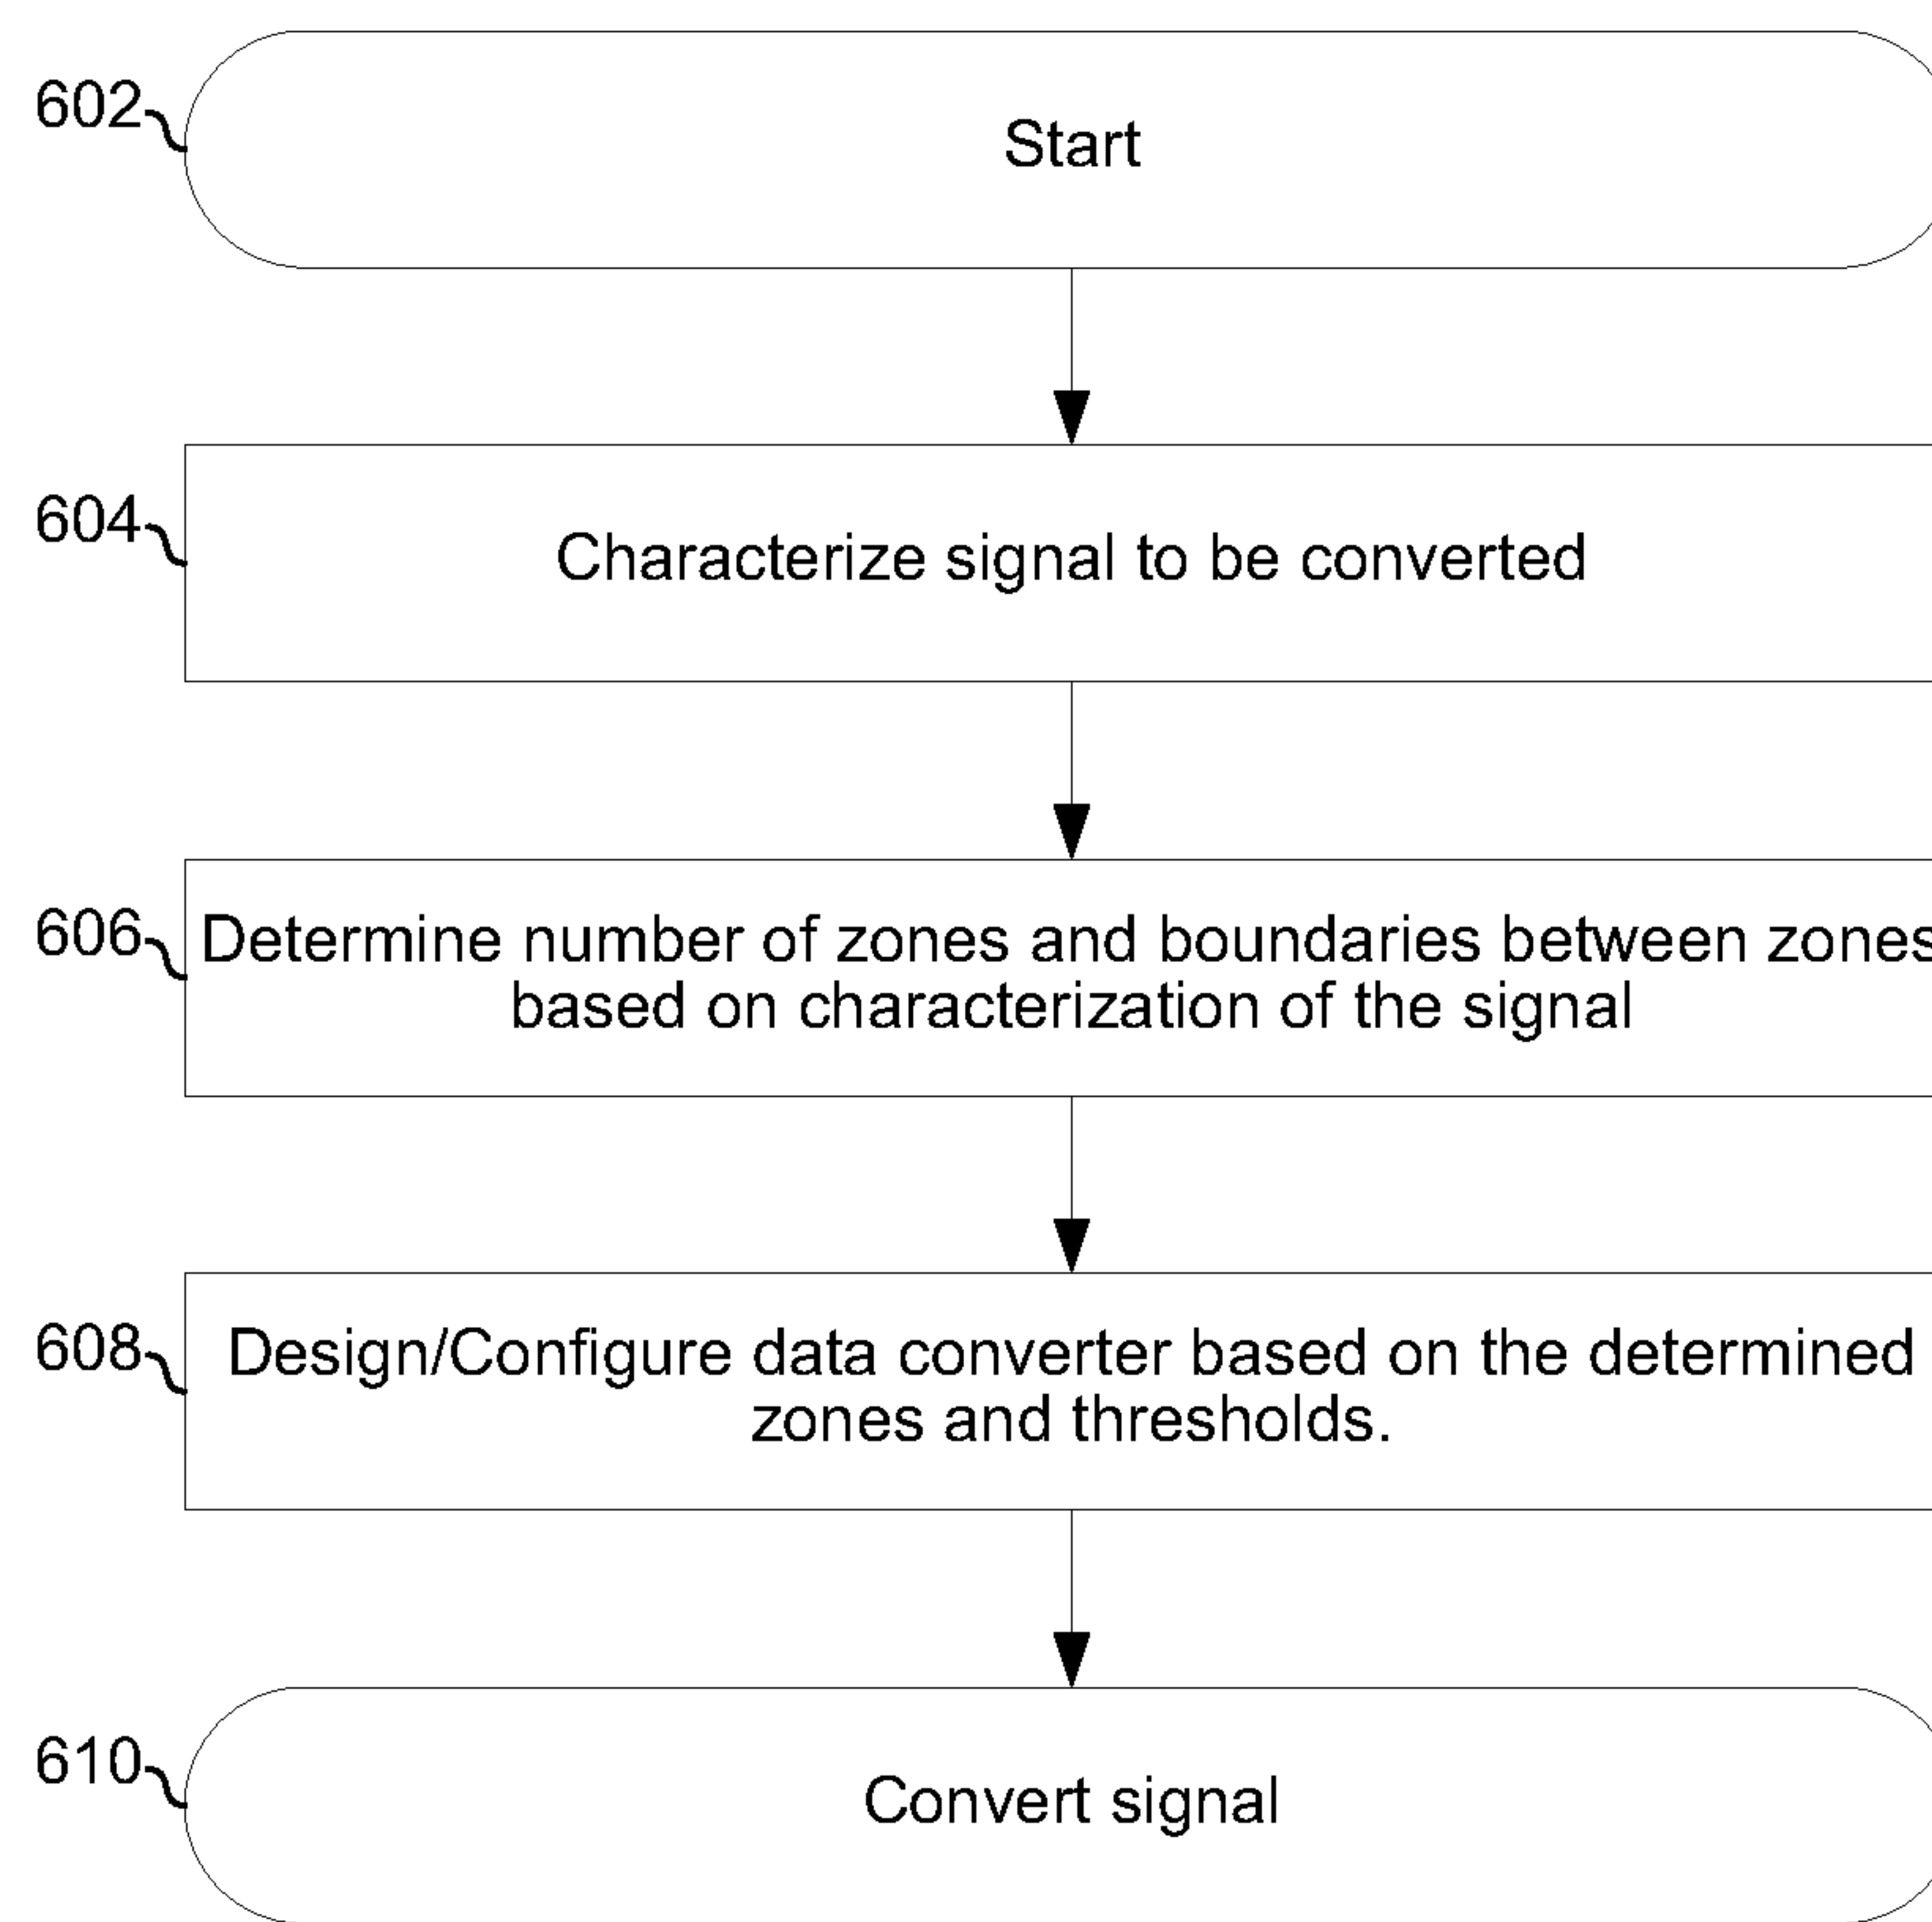 602
Start
604
Characterize signal to be converted
606
Determine number of zones and boundaries between zones
based on characterization of the signal
608
Design/Configure data converter based on the determined
zones and thresholds.
610
Convert signal